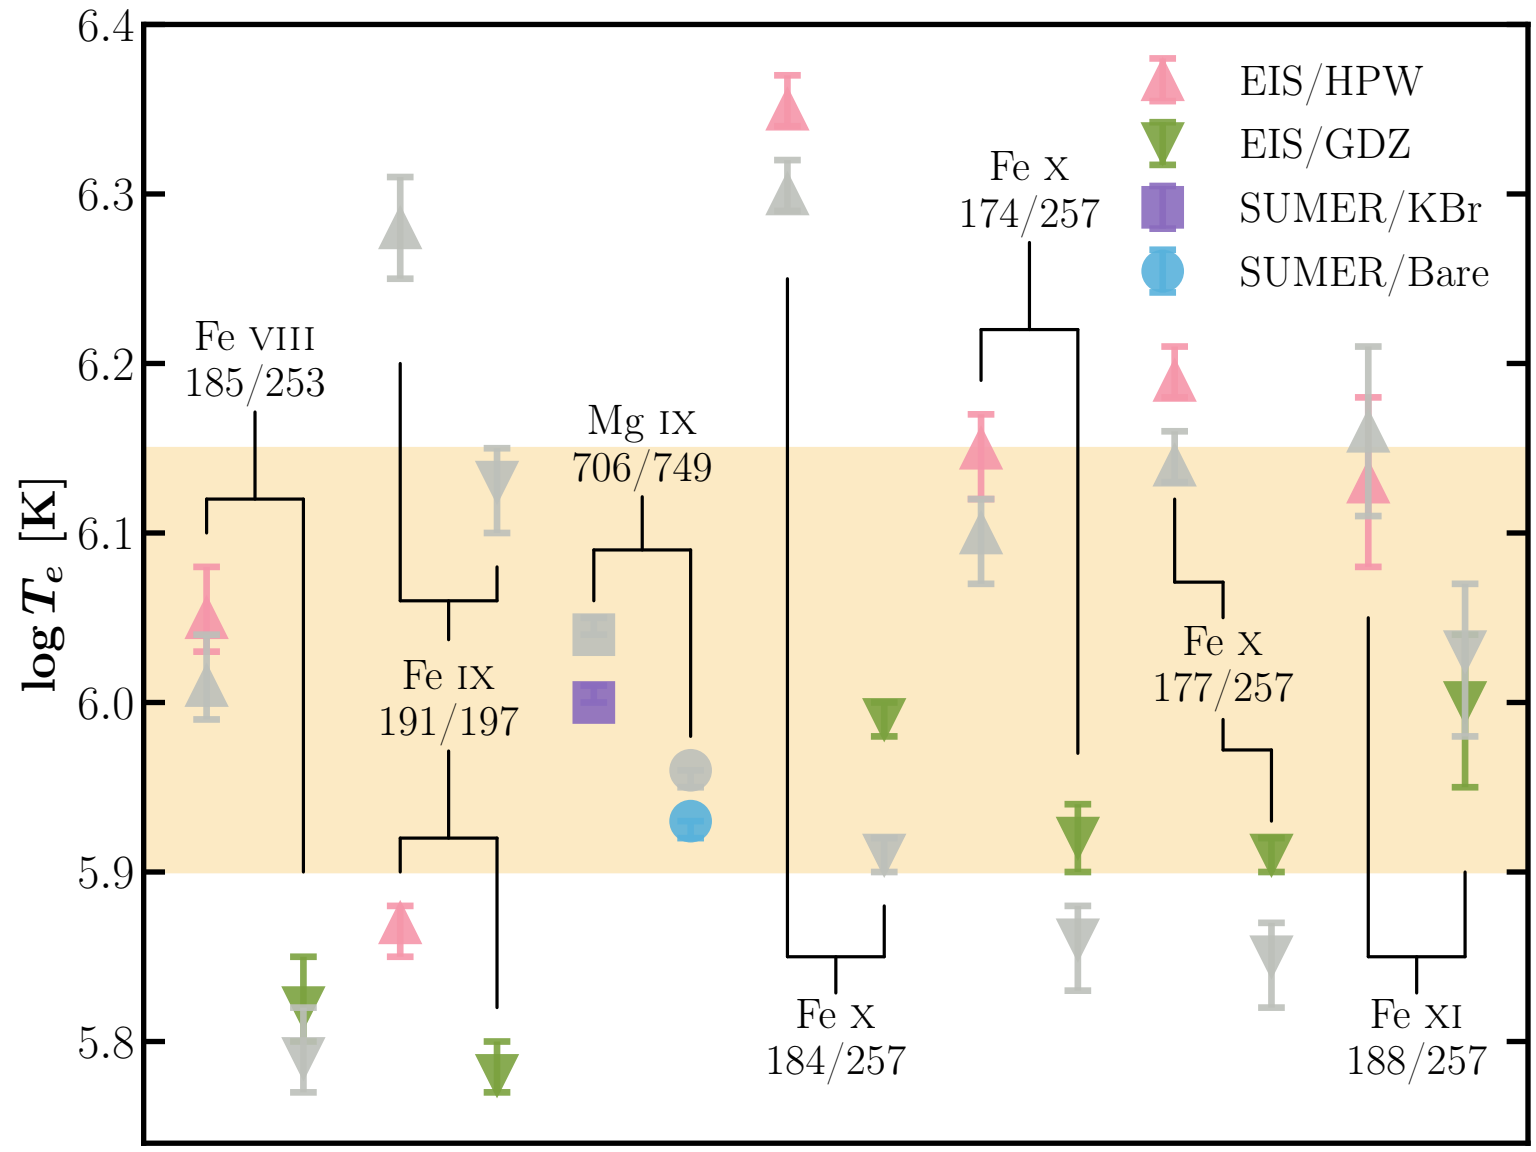 6.4
6.3
6.2
6.1
6.0
5.9
5.8
log Tₑ [K]
EIS/HPW
EIS/GDZ
SUMER/KBr
SUMER/Bare
Fe VIII
185/253
Fe IX
191/197
Mg IX
706/749
Fe X
184/257
Fe X
174/257
Fe X
177/257
Fe XI
188/257